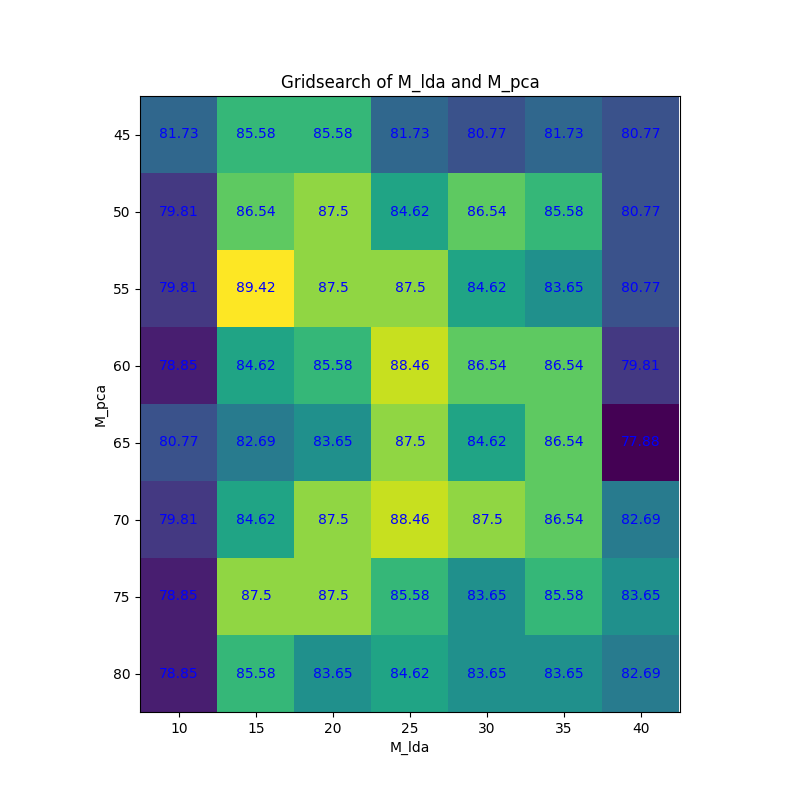 Gridsearch of M_lda and M_pca
45 81.73 85.58 85.58 81.73 80.77 81.73 80.77
50 79.81 86.54 87.5 84.62 86.54 85.58 80.77
55 79.81 89.42 87.5 87.5 84.62 83.65 80.77
60 78.85 84.62 85.58 88.46 86.54 86.54 79.81
M_pca
65 80.77 82.69 83.65 87.5 84.62 86.54 77.88
70 79.81 84.62 87.5 88.46 87.5 86.54 82.69
75 78.85 87.5 87.5 85.58 83.65 85.58 83.65
80 78.85 85.58 83.65 84.62 83.65 83.65 82.69
10 15 20 25 30 35 40
M_lda